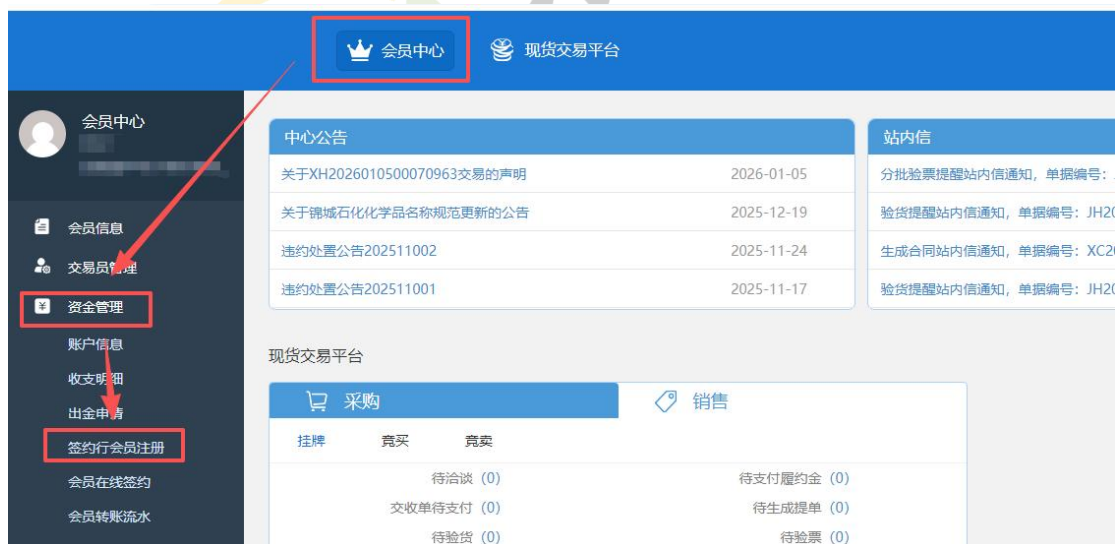 会员中心
现货交易平台
会员中心
会员信息
交易员管理
资金管理
账户信息
收支明细
出金申请
签约行会员注册
会员在线签约
会员转账流水
中心公告
关于XH2026010500070963交易的声明 2026-01-05
关于锦城石化化学品名称规范更新的公告 2025-12-19
违约处置公告202511002 2025-11-24
违约处置公告202511001 2025-11-17
站内信
分批验票提醒站内信通知，单据编号：
验货提醒站内信通知，单据编号：JH20
生成合同站内信通知，单据编号：XC20
验货提醒站内信通知，单据编号：JH20
现货交易平台
采购
销售
挂牌 竞买 竞卖
待洽谈 (0) 待支付履约金 (0)
交收单待支付 (0) 待生成提单 (0)
待验货 (0) 待验票 (0)